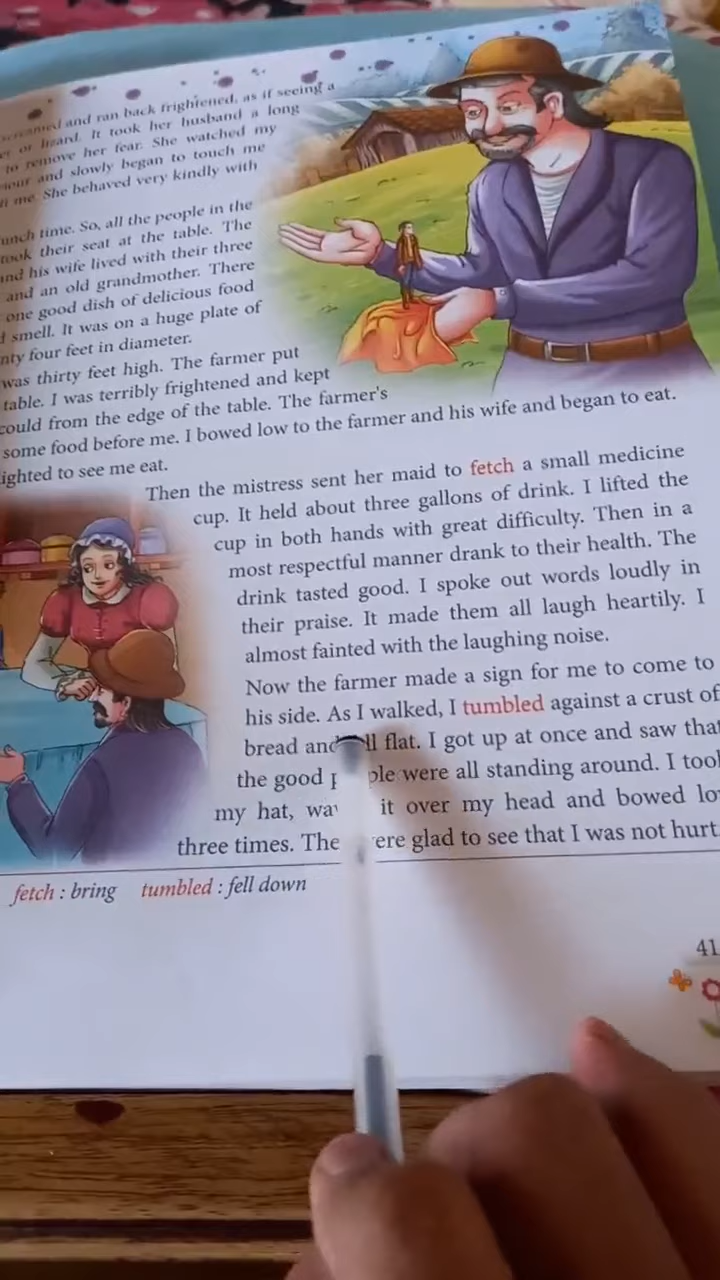 screamed and ran back frightened, as if seeing a
or lizard. It took her husband a long
to remove her fear. She watched my
and slowly began to touch me
me. She behaved very kindly with
time. So, all the people in the
took their seat at the table. The
and his wife lived with their three
and an old grandmother. There
one good dish of delicious food
smell. It was on a huge plate of
four feet in diameter.
was thirty feet high. The farmer put
table. I was terribly frightened and kept
could from the edge of the table. The farmer's
some food before me. I bowed low to the farmer and his wife and began to eat.
to see me eat.
Then the mistress sent her maid to fetch a small medicine
cup. It held about three gallons of drink. I lifted the
cup in both hands with great difficulty. Then in a
most respectful manner drank to their health. The
drink tasted good. I spoke out words loudly in
their praise. It made them all laugh heartily. I
almost fainted with the laughing noise.
Now the farmer made a sign for me to come to
his side. As I walked, I tumbled against a crust of
bread and flat. I got up at once and saw that
the good were all standing around. I took
my hat, it over my head and bowed
three times. were glad to see that I was not hurt.
fetch : bring tumbled : fell down
41